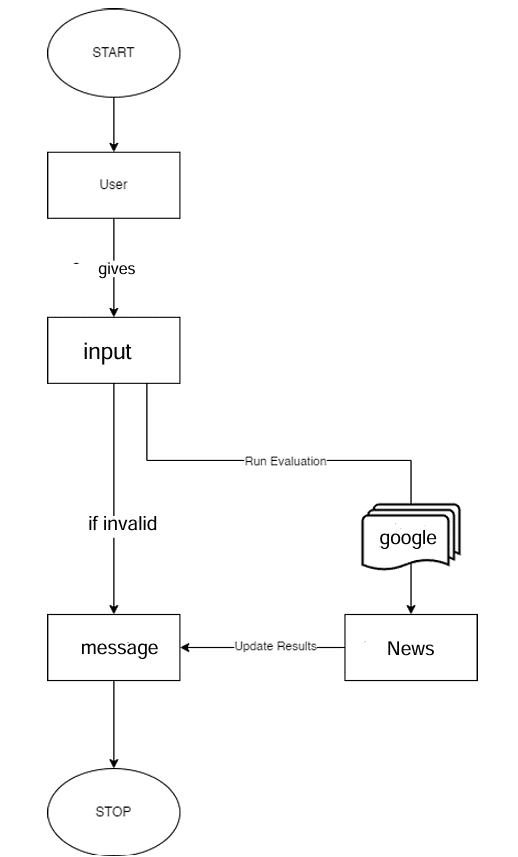 START
User
gives
input
Run Evaluation
if invalid
google
message
Update Results
News
STOP